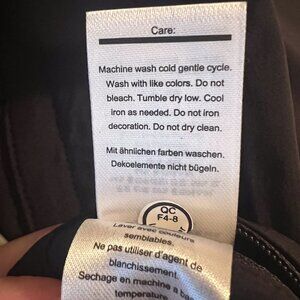 Care:
Machine wash cold gentle cycle.
Wash with like colors. Do not
bleach. Tumble dry low. Cool
iron as needed. Do not iron
decoration. Do not dry clean.
Mit ähnlichen farben waschen.
Dekoelemente nicht bügeln.
QC
F4-8
Laver avec couleurs
semblables.
Ne pas utiliser d'agent de
blanchissement.
Sechage en machine a bas
temperature.